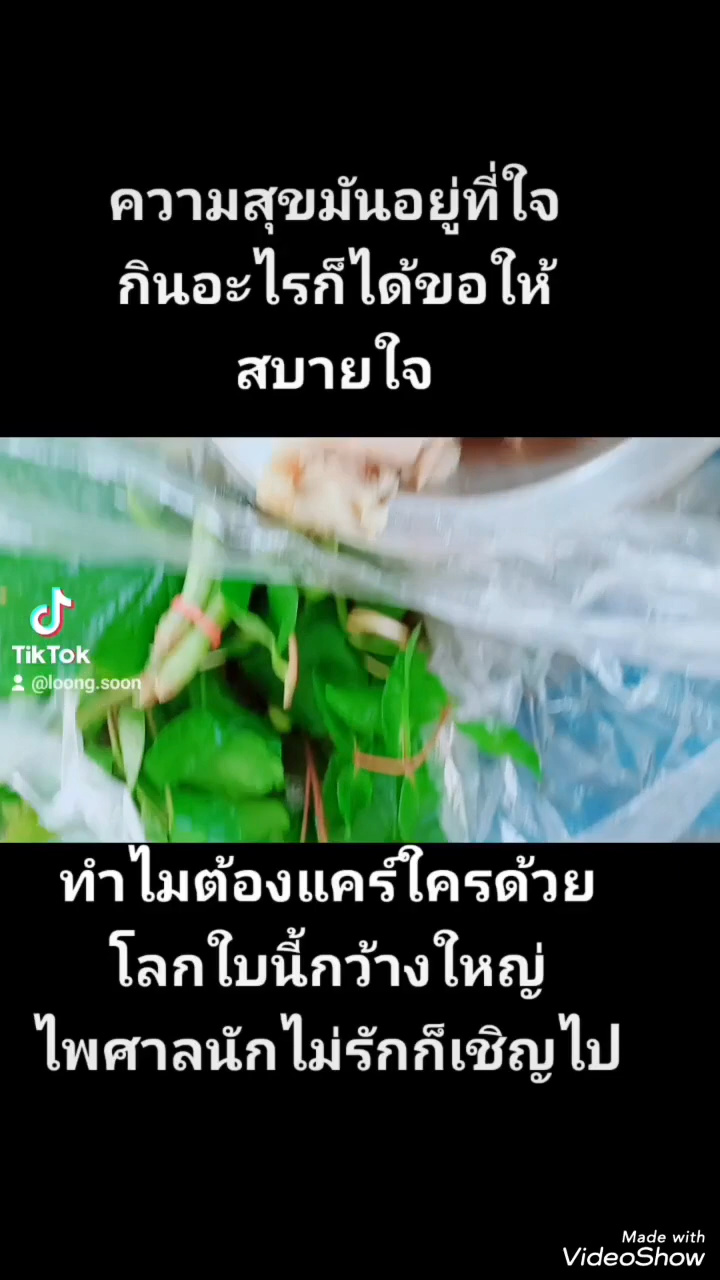 ความสุขมันอยู่ที่ใจ
กินอะไรก็ได้ขอให้
สบายใจ
TikTok
@loong.soon
ทำไมต้องแคร์ใครด้วย
โลกใบนี้กว้างใหญ่
ไพศาลนักไม่รักก็เชิญไป
Made with
VideoShow